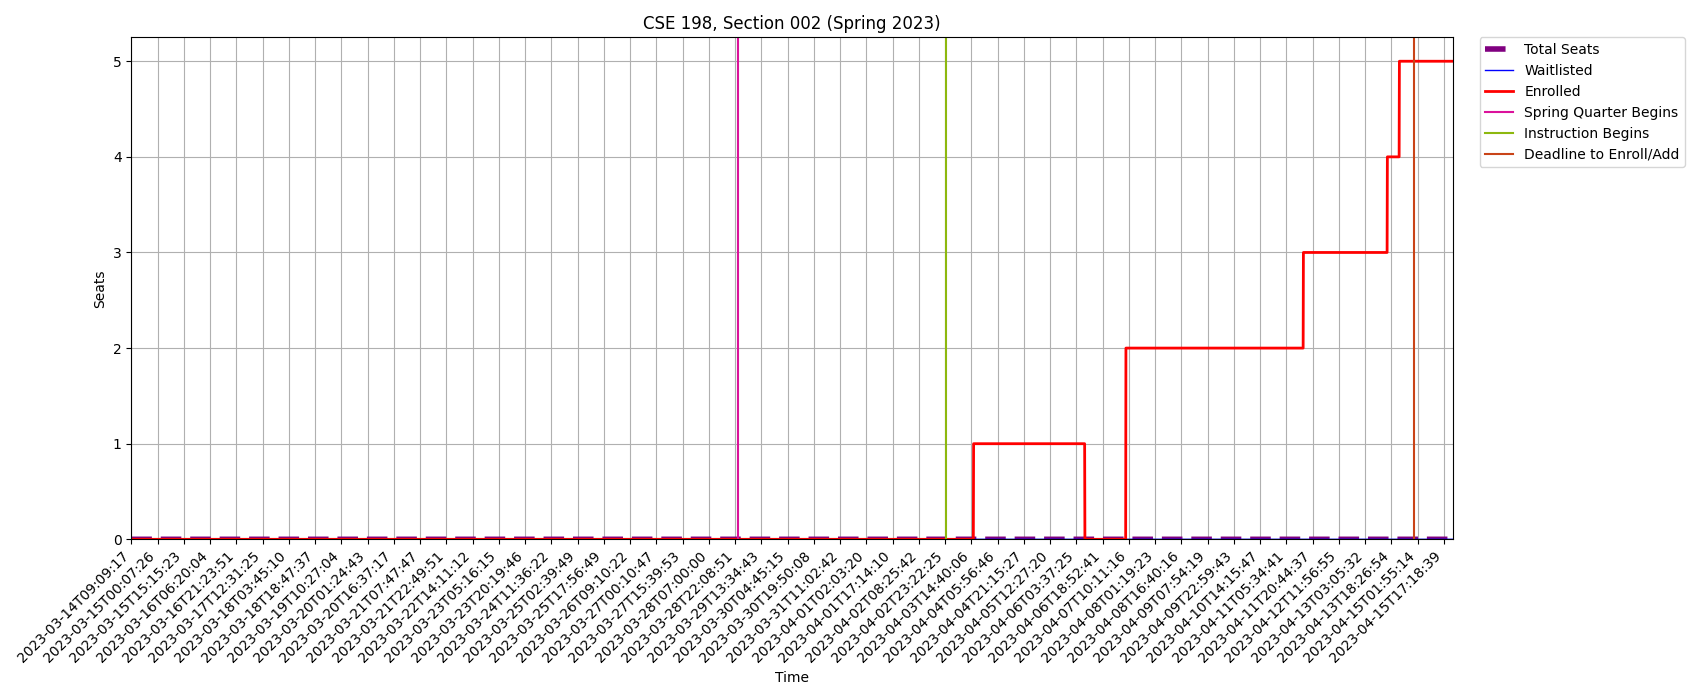 CSE 198, Section 002 (Spring 2023)
Total Seats
Waitlisted
Enrolled
Spring Quarter Begins
Instruction Begins
Deadline to Enroll/Add
Seats
5
4
3
2
1
0
2023-03-14T09:09:17
2023-03-15T00:07:26
2023-03-15T15:15:23
2023-03-16T06:20:04
2023-03-16T21:23:51
2023-03-17T12:31:25
2023-03-18T03:45:10
2023-03-18T18:47:37
2023-03-19T10:27:04
2023-03-20T01:24:43
2023-03-20T16:37:17
2023-03-21T07:47:47
2023-03-21T22:49:51
2023-03-22T14:11:12
2023-03-23T05:16:15
2023-03-23T20:19:46
2023-03-24T11:36:22
2023-03-25T02:39:49
2023-03-25T17:56:49
2023-03-26T09:10:22
2023-03-27T00:10:47
2023-03-27T15:39:53
2023-03-28T07:00:00
2023-03-28T22:08:51
2023-03-29T13:34:43
2023-03-30T04:45:15
2023-03-30T19:50:08
2023-03-31T11:02:42
2023-04-01T02:03:20
2023-04-01T17:14:10
2023-04-02T08:25:42
2023-04-02T23:22:25
2023-04-03T14:40:06
2023-04-04T05:56:46
2023-04-04T21:15:27
2023-04-05T12:27:20
2023-04-06T03:37:25
2023-04-06T18:52:41
2023-04-07T10:11:16
2023-04-08T01:19:23
2023-04-08T16:40:16
2023-04-09T07:54:19
2023-04-09T22:59:43
2023-04-10T14:15:47
2023-04-11T05:34:41
2023-04-11T20:44:37
2023-04-12T11:56:55
2023-04-13T03:05:32
2023-04-13T18:26:54
2023-04-15T01:55:14
2023-04-15T17:18:39
Time